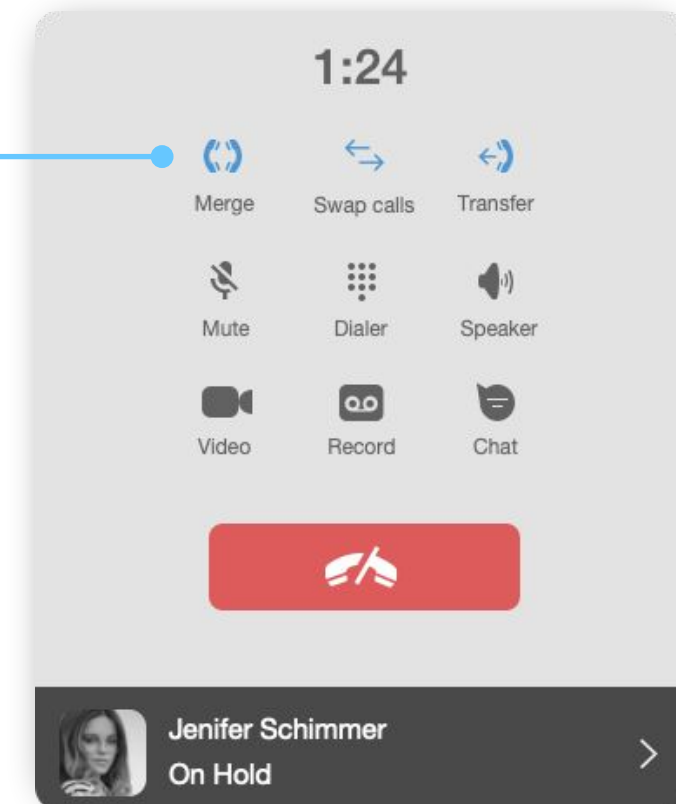 1:24
Merge Swap calls Transfer
Mute Dialer Speaker
Video Record Chat
Jenifer Schimmer
On Hold